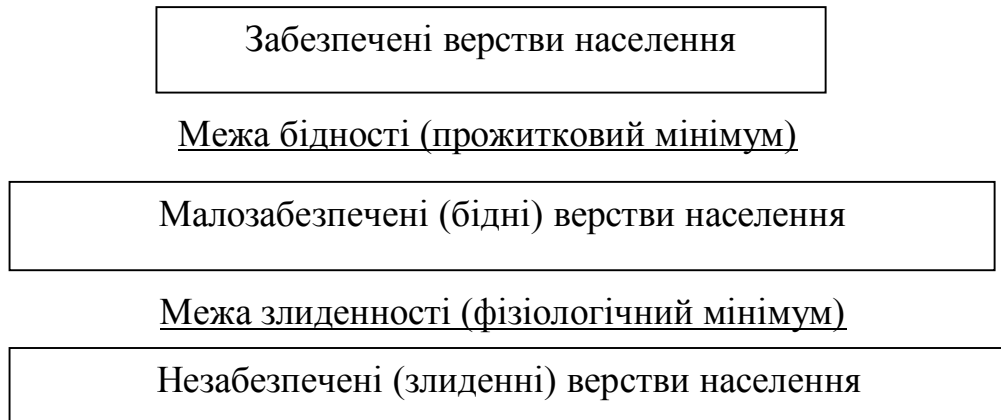 Забезпечені верстви населення
Межа бідності (прожитковий мінімум)
Малозабезпечені (бідні) верстви населення
Межа злиденності (фізіологічний мінімум)
Незабезпечені (злиденні) верстви населення